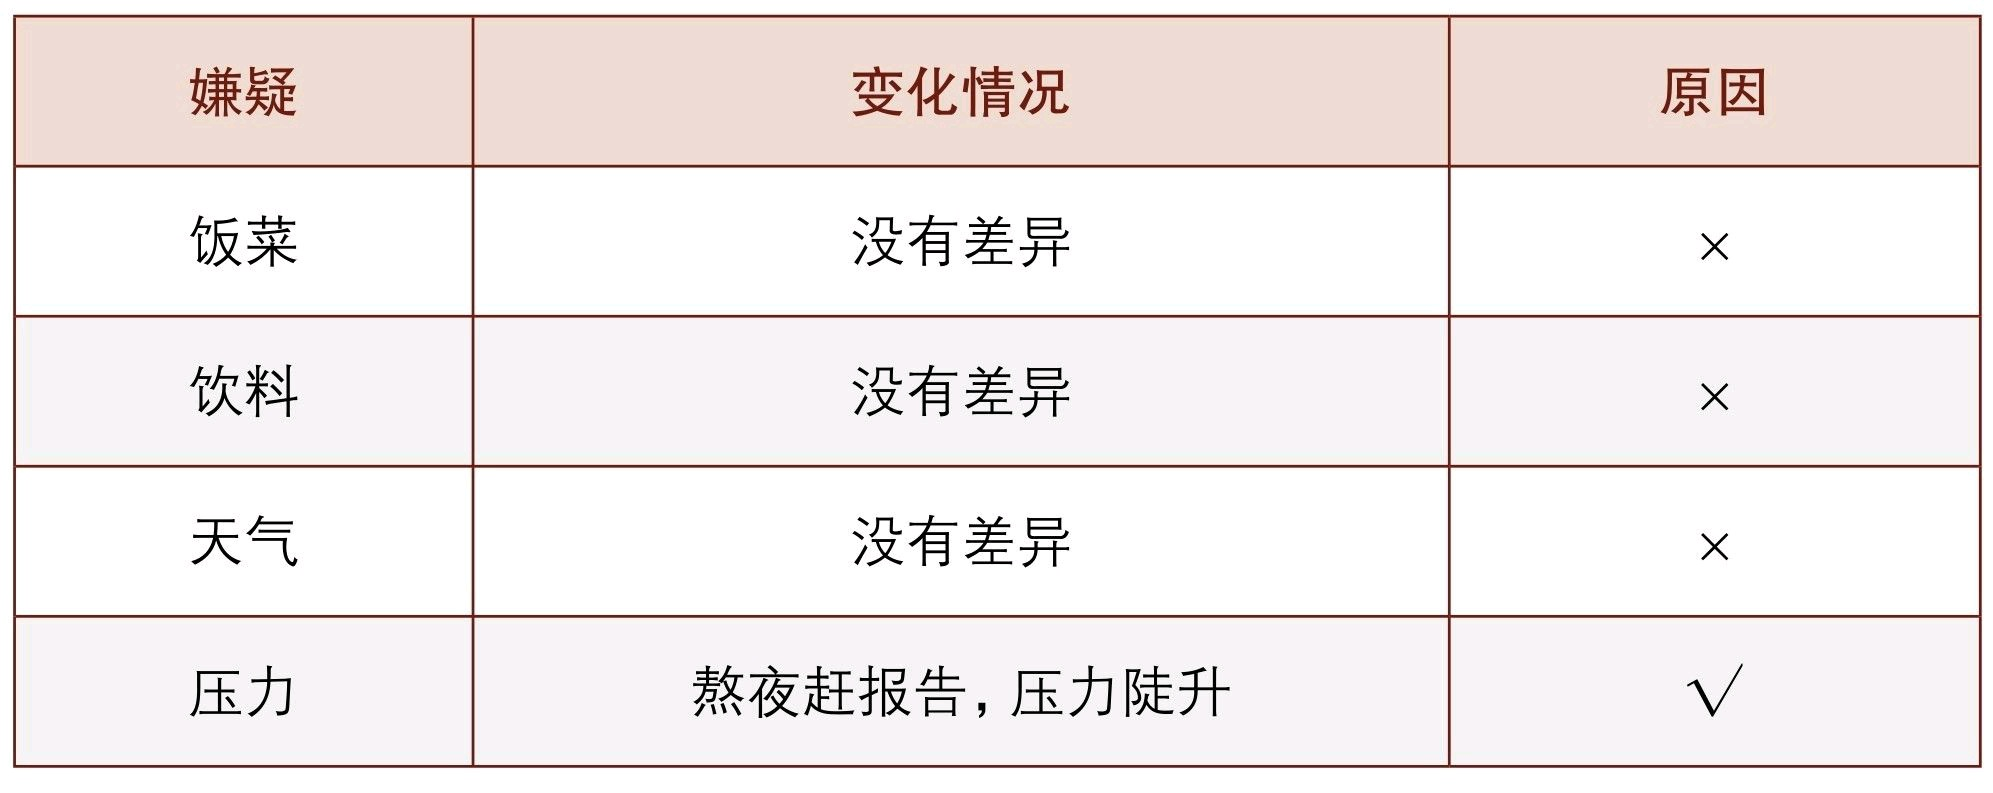 嫌疑 变化情况 原因
饭菜 没有差异 ×
饮料 没有差异 ×
天气 没有差异 ×
压力 熬夜赶报告，压力陡升 √